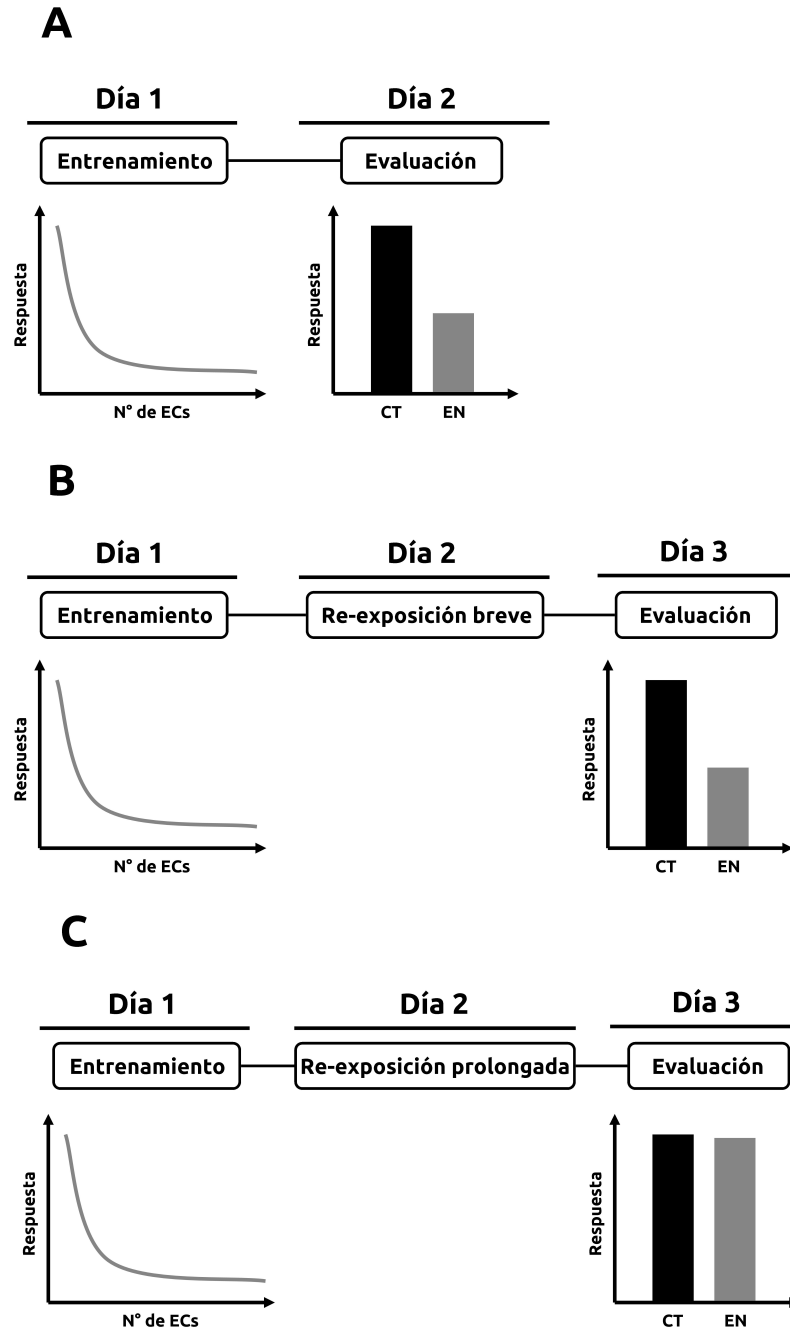 A
Día 1
Día 2
Entrenamiento
Evaluación
Respuesta
N° de ECs
Respuesta
CT
EN
B
Día 1
Día 2
Día 3
Entrenamiento
Re-exposición breve
Evaluación
Respuesta
N° de ECs
Respuesta
CT
EN
C
Día 1
Día 2
Día 3
Entrenamiento
Re-exposición prolongada
Evaluación
Respuesta
N° de ECs
Respuesta
CT
EN